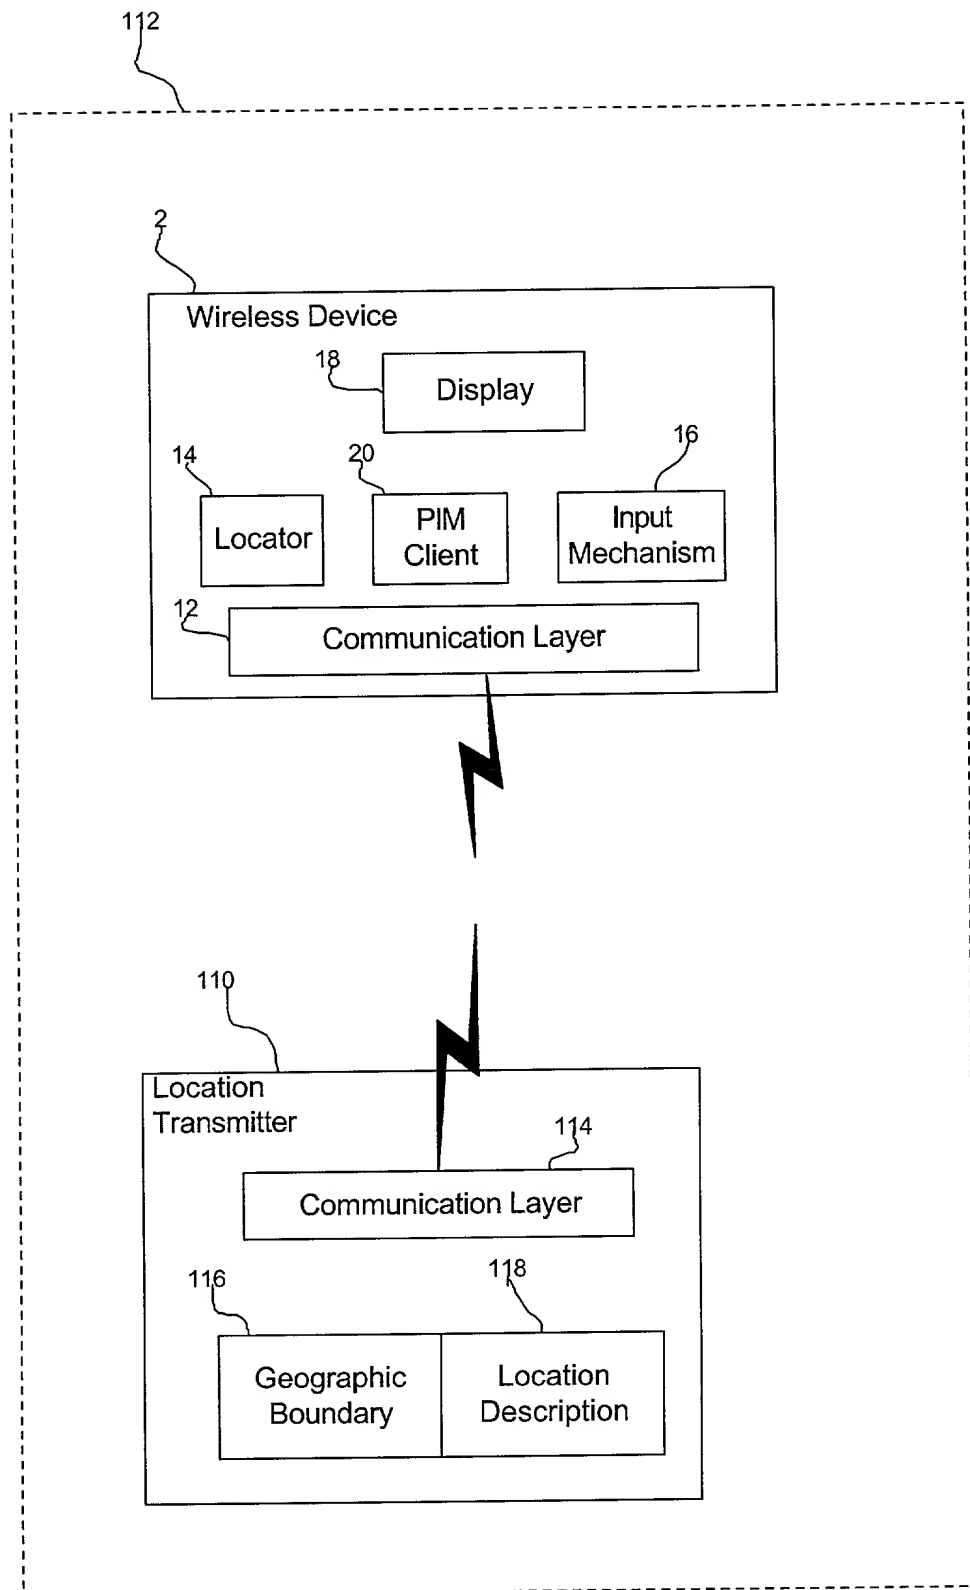 112
2
Wireless Device
18
Display
14
20
16
Locator
PIM
Client
Input
Mechanism
12
Communication Layer
110
Location
Transmitter
114
Communication Layer
116
118
Geographic
Boundary
Location
Description